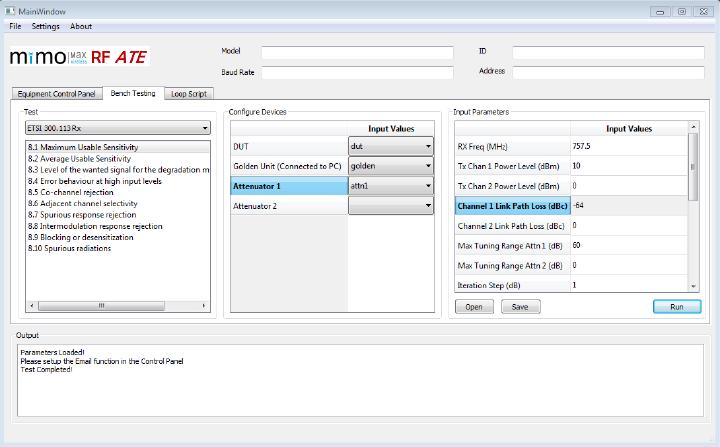 MainWindow
File Settings About
mimo MAX wireless RF ATE
Model
ID
Baud Rate
Address
Equipment Control Panel
Bench Testing
Loop Script
Test
ETSI 300.113 Rx
8.1 Maximum Usable Sensitivity
8.2 Average Usable Sensitivity
8.3 Level of the wanted signal for the degradation m
8.4 Error behaviour at high input levels
8.5 Co-channel rejection
8.6 Adjacent channel selectivity
8.7 Spurious response rejection
8.8 Intermodulation response rejection
8.9 Blocking or desensitization
8.10 Spurious radiations
Configure Devices
Input Values
DUT dut
Golden Unit (Connected to PC) golden
Attenuator 1 attn1
Attenuator 2
Input Parameters
Input Values
RX Freq (MHz) 757.5
Tx Chan 1 Power Level (dBm) 10
Tx Chan 2 Power Level (dBm) 0
Channel 1 Link Path Loss (dBc) -64
Channel 2 Link Path Loss (dBc) 0
Max Tuning Range Attn1 (dB) 60
Max Tuning Range Attn 2 (dB) 0
Iteration Step (dB) 1
Open
Save
Run
Output
Parameters Loaded!
Please setup the Email function in the Control Panel
Test Completed!